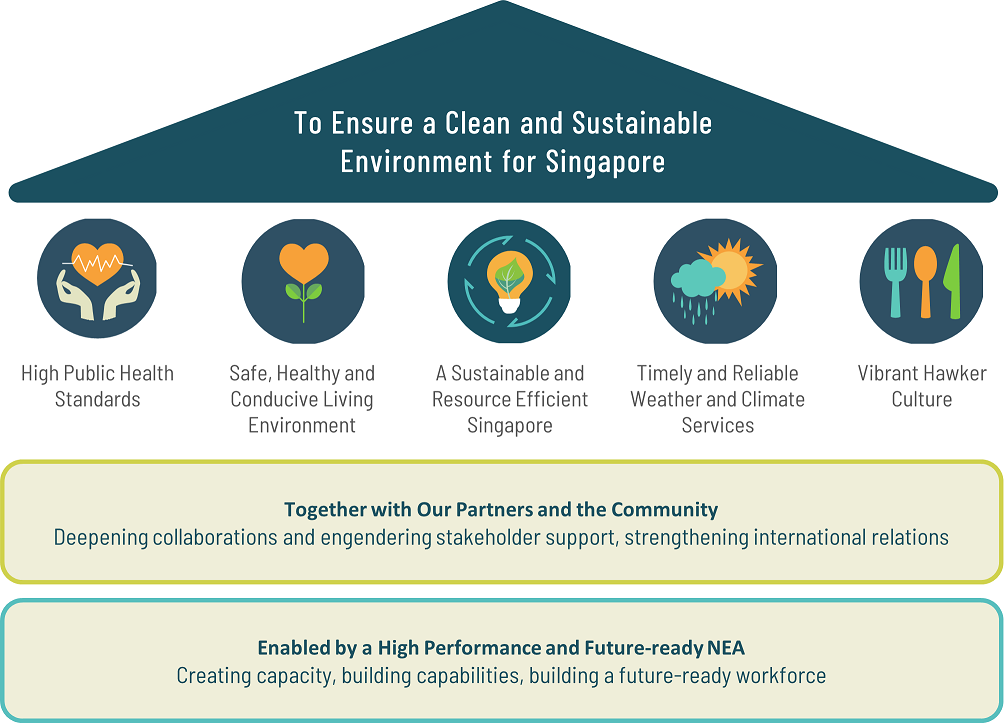 To Ensure a Clean and Sustainable
Environment for Singapore
High Public Health
Standards
Safe, Healthy and
Conducive Living
Environment
A Sustainable and
Resource Efficient
Singapore
Timely and Reliable
Weather and Climate
Services
Vibrant Hawker
Culture
Together with Our Partners and the Community
Deepening collaborations and engendering stakeholder support, strengthening international relations
Enabled by a High Performance and Future-ready NEA
Creating capacity, building capabilities, building a future-ready workforce